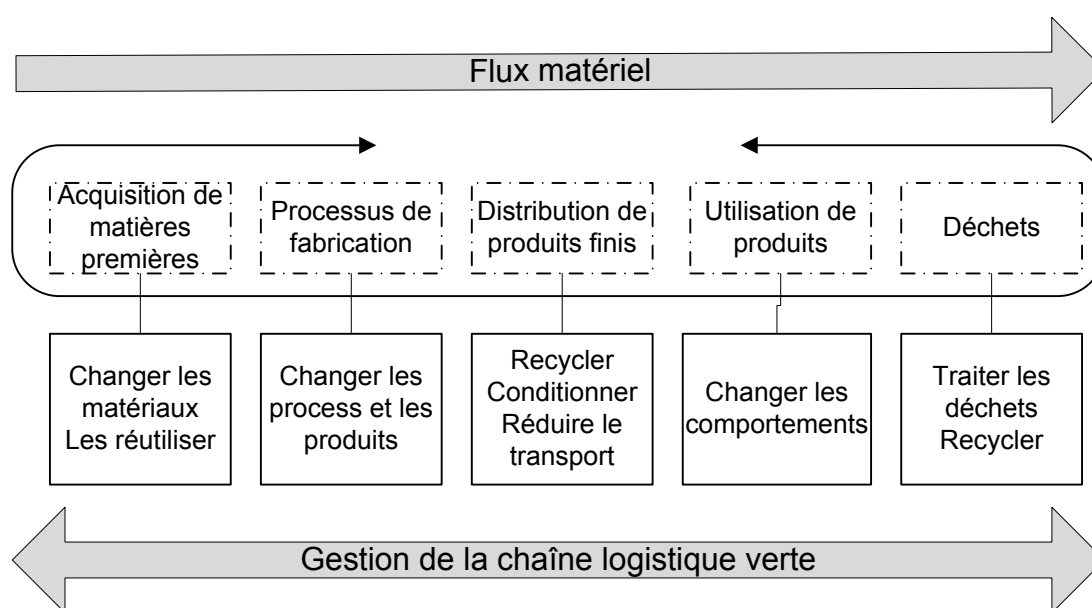 Flux matériel
Acquisition de
matières
premières
Processus de
fabrication
Distribution de
produits finis
Utilisation de
produits
Déchets
Changer les
matériaux
Les réutiliser
Changer les
process et les
produits
Recycler
Conditionner
Réduire le
transport
Changer les
comportements
Traiter les
déchets
Recycler
Gestion de la chaîne logistique verte